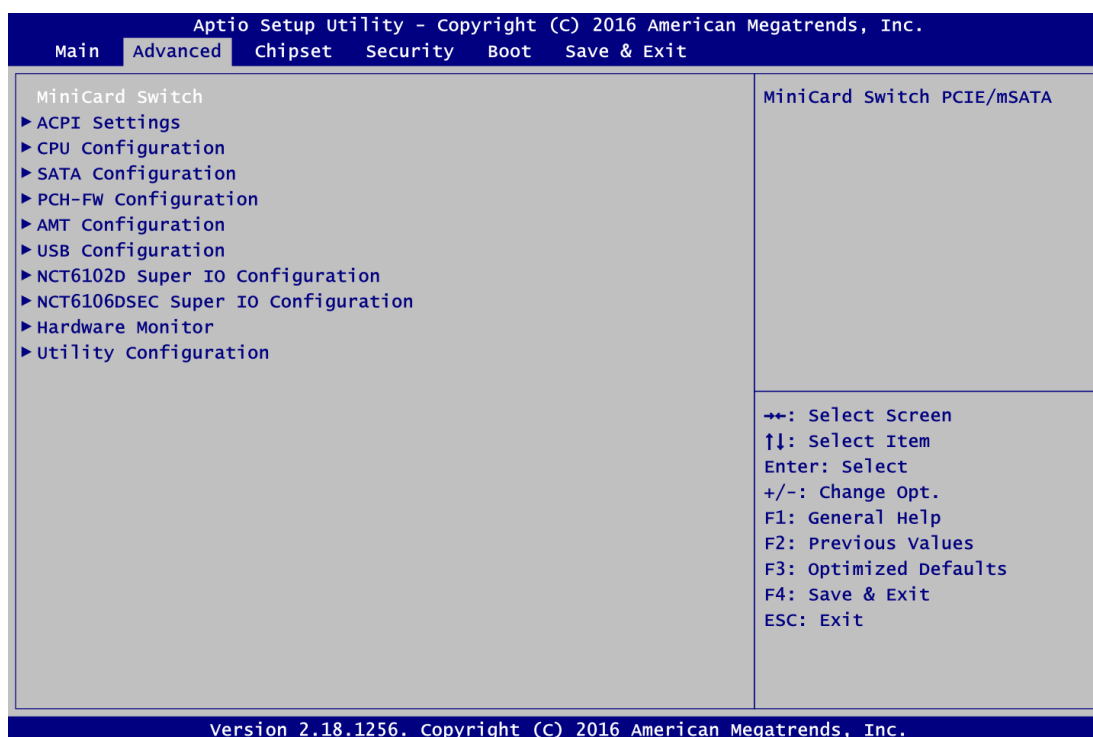 Aptio Setup Utility – Copyright (C) 2016 American Megatrends, Inc.
Main Advanced Chipset Security Boot Save & Exit
MiniCard Switch
▶ ACPI Settings
▶ CPU Configuration
▶ SATA Configuration
▶ PCH-FW Configuration
▶ AMT Configuration
▶ USB Configuration
▶ NCT6102D Super IO Configuration
▶ NCT6106DSEC Super IO Configuration
▶ Hardware Monitor
▶ Utility Configuration
MiniCard Switch PCIE/mSATA
→←: Select Screen
↑↓: Select Item
Enter: Select
+/-: Change Opt.
F1: General Help
F2: Previous Values
F3: Optimized Defaults
F4: Save & Exit
ESC: Exit
Version 2.18.1256. Copyright (C) 2016 American Megatrends, Inc.